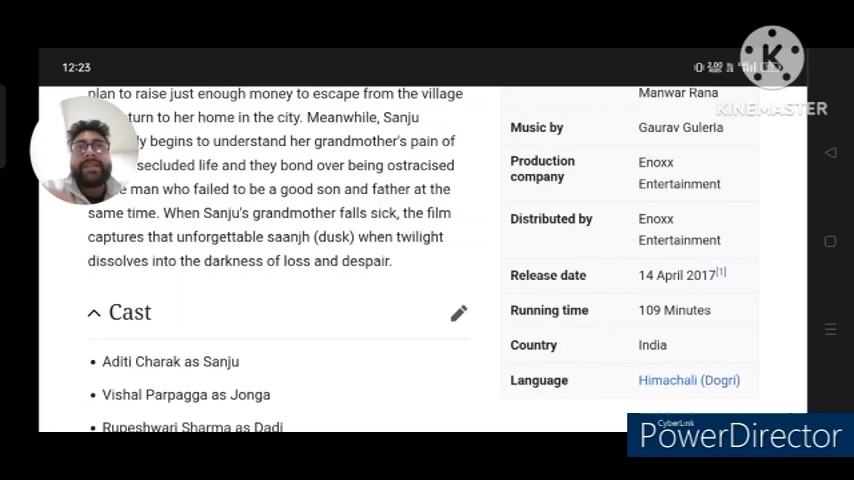 12:23
2.00
K
KINEMASTER
plan to raise just enough money to escape from the village
turn to her home in the city. Meanwhile, Sanju
begins to understand her grandmother's pain of
secluded life and they bond over being ostracised
man who failed to be a good son and father at the
same time. When Sanju's grandmother falls sick, the film
captures that unforgettable saanjh (dusk) when twilight
dissolves into the darkness of loss and despair.
Cast
• Aditi Charak as Sanju
• Vishal Parpagga as Jonga
• Rupeshwari Sharma as Dadi
Manwar Rana
Music by Gaurav Guleria
Production Enoxx
company Entertainment
Distributed by Enoxx
Entertainment
Release date 14 April 2017[1]
Running time 109 Minutes
Country India
Language Himachali (Dogri)
CyberLink
PowerDirector